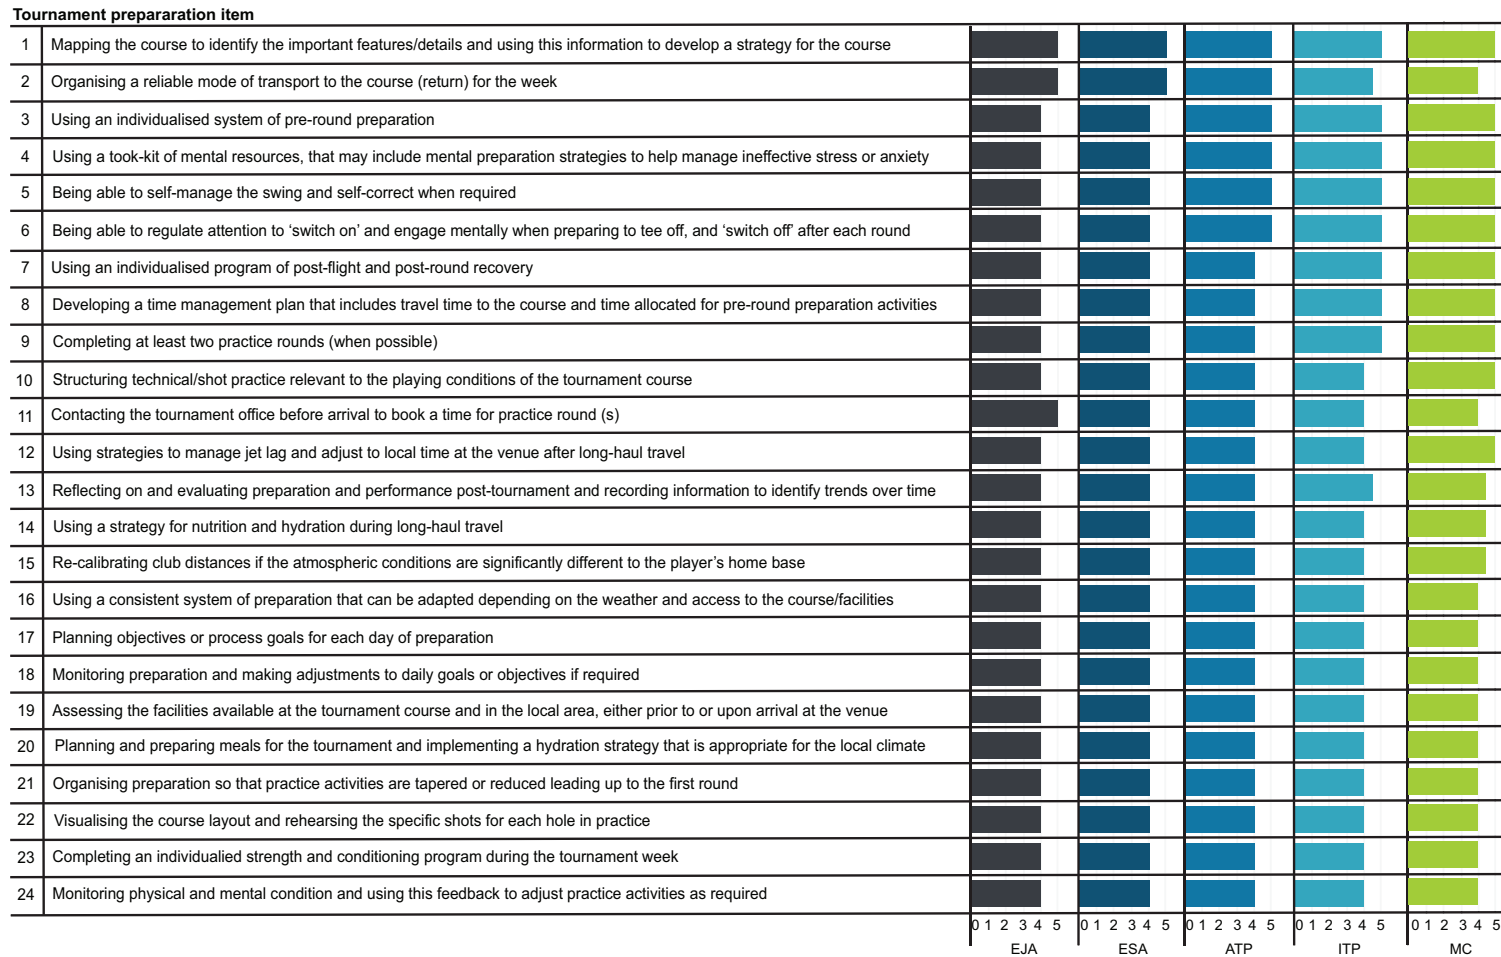 Tournament prepararation item
1 Mapping the course to identify the important features/details and using this information to develop a strategy for the course
2 Organising a reliable mode of transport to the course (return) for the week
3 Using an individualised system of pre-round preparation
4 Using a took-kit of mental resources, that may include mental preparation strategies to help manage ineffective stress or anxiety
5 Being able to self-manage the swing and self-correct when required
6 Being able to regulate attention to ‘switch on’ and engage mentally when preparing to tee off, and ‘switch off’ after each round
7 Using an individualised program of post-flight and post-round recovery
8 Developing a time management plan that includes travel time to the course and time allocated for pre-round preparation activities
9 Completing at least two practice rounds (when possible)
10 Structuring technical/shot practice relevant to the playing conditions of the tournament course
11 Contacting the tournament office before arrival to book a time for practice round (s)
12 Using strategies to manage jet lag and adjust to local time at the venue after long-haul travel
13 Reflecting on and evaluating preparation and performance post-tournament and recording information to identify trends over time
14 Using a strategy for nutrition and hydration during long-haul travel
15 Re-calibrating club distances if the atmospheric conditions are significantly different to the player’s home base
16 Using a consistent system of preparation that can be adapted depending on the weather and access to the course/facilities
17 Planning objectives or process goals for each day of preparation
18 Monitoring preparation and making adjustments to daily goals or objectives if required
19 Assessing the facilities available at the tournament course and in the local area, either prior to or upon arrival at the venue
20 Planning and preparing meals for the tournament and implementing a hydration strategy that is appropriate for the local climate
21 Organising preparation so that practice activities are tapered or reduced leading up to the first round
22 Visualising the course layout and rehearsing the specific shots for each hole in practice
23 Completing an individualied strength and conditioning program during the tournament week
24 Monitoring physical and mental condition and using this feedback to adjust practice activities as required
0 1 2 3 4 5 0 1 2 3 4 5 0 1 2 3 4 5 0 1 2 3 4 5 0 1 2 3 4 5
EJA ESA ATP ITP MC